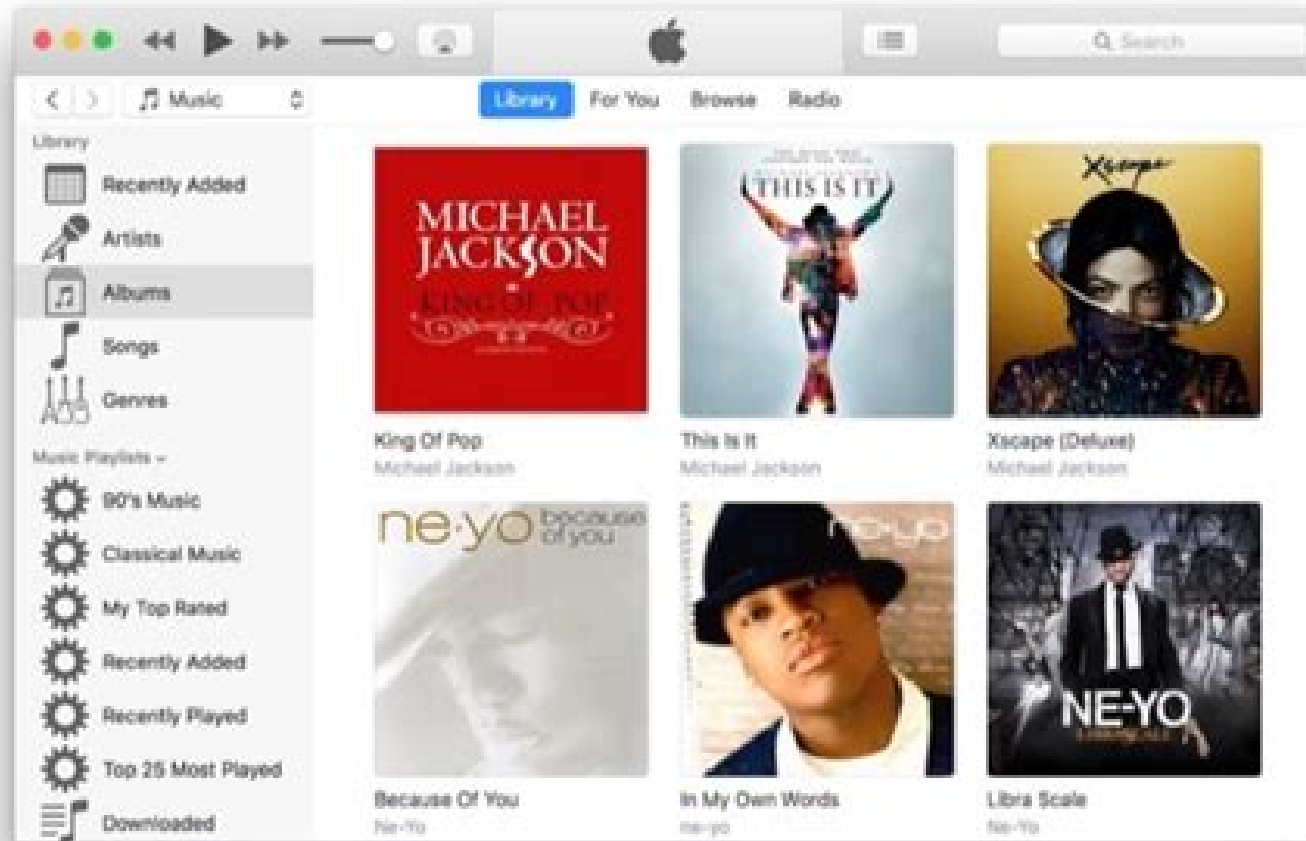 Search
Music
Library For You Browse Radio
Library
Recently Added
Artists
Albums
Songs
Genres
Music Playlists
90's Music
Classical Music
My Top Rated
Recently Added
Recently Played
Top 25 Most Played
Downloaded
MICHAEL
JACKSON
KING OF POP
King Of Pop
Michael Jackson
THIS IS IT
This Is It
Michael Jackson
Xscape
Xscape (Deluxe)
Michael Jackson
ne·yo because
of you
Because Of You
Ne-Yo
ne·yo
In My Own Words
ne-yo
NE-YO
Libra Scale
Ne-Yo